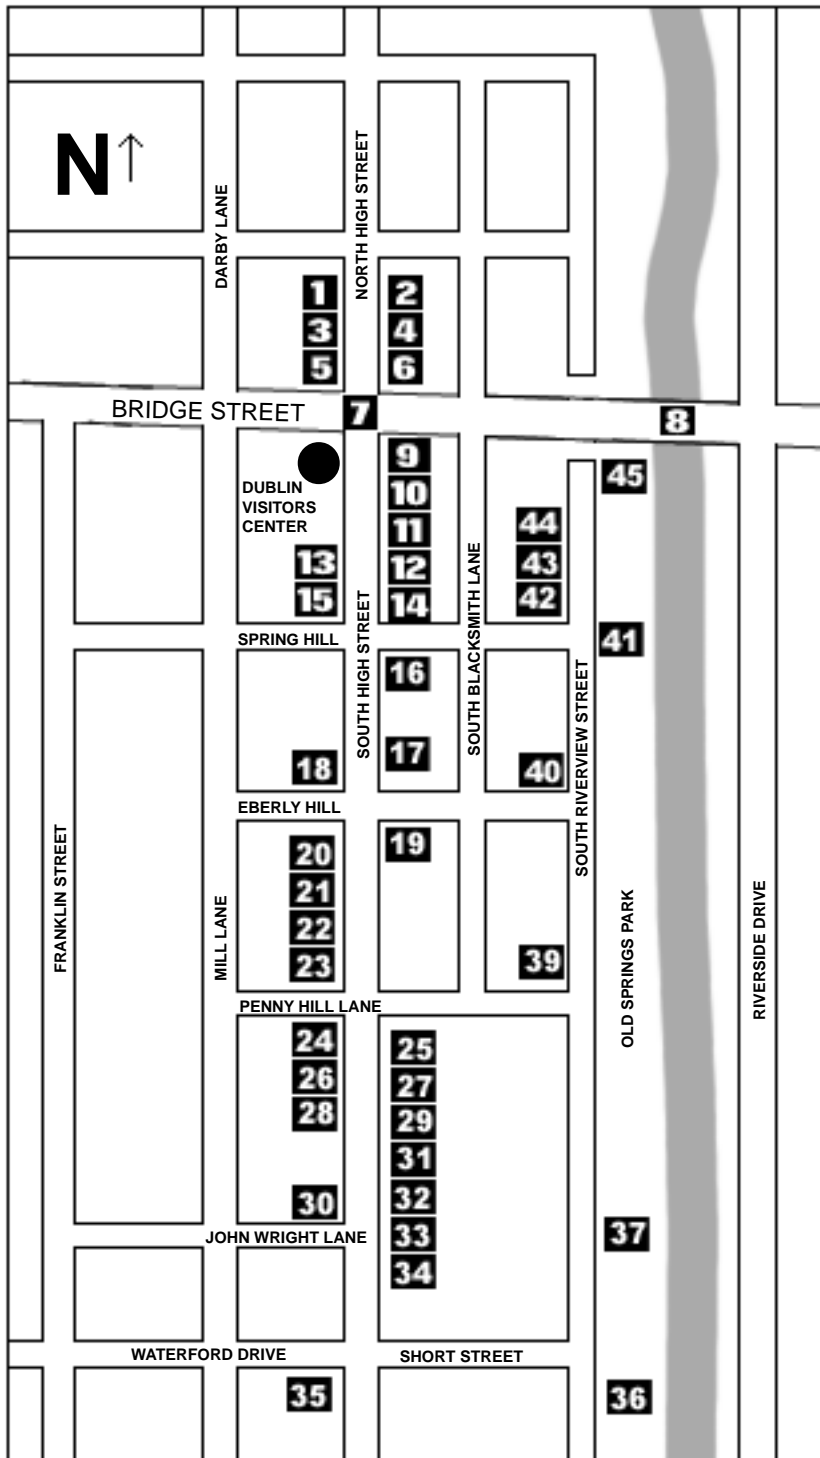 N↑
DARBY LANE
NORTH HIGH STREET
1
2
3
4
5
6
BRIDGE STREET
7
8
DUBLIN
VISITORS
CENTER
9
10
11
12
13
14
15
45
44
43
42
SPRING HILL
41
SOUTH HIGH STREET
SOUTH BLACKSMITH LANE
SOUTH RIVERVIEW STREET
16
17
18
40
EBERLY HILL
19
20
21
22
23
39
FRANKLIN STREET
MILL LANE
OLD SPRINGS PARK
RIVERSIDE DRIVE
PENNY HILL LANE
24
25
26
27
28
29
31
30
32
33
34
37
JOHN WRIGHT LANE
WATERFORD DRIVE
SHORT STREET
35
36